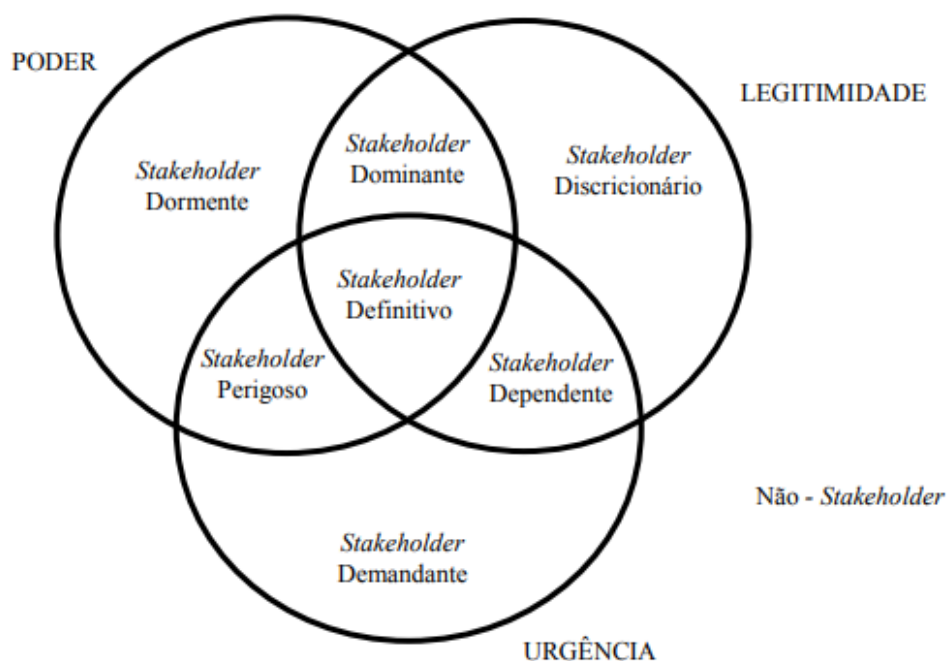 PODER
LEGITIMIDADE
Stakeholder
Dormente
Stakeholder
Dominante
Stakeholder
Discricionário
Stakeholder
Definitivo
Stakeholder
Perigoso
Stakeholder
Dependente
Não - Stakeholder
Stakeholder
Demandante
URGÊNCIA